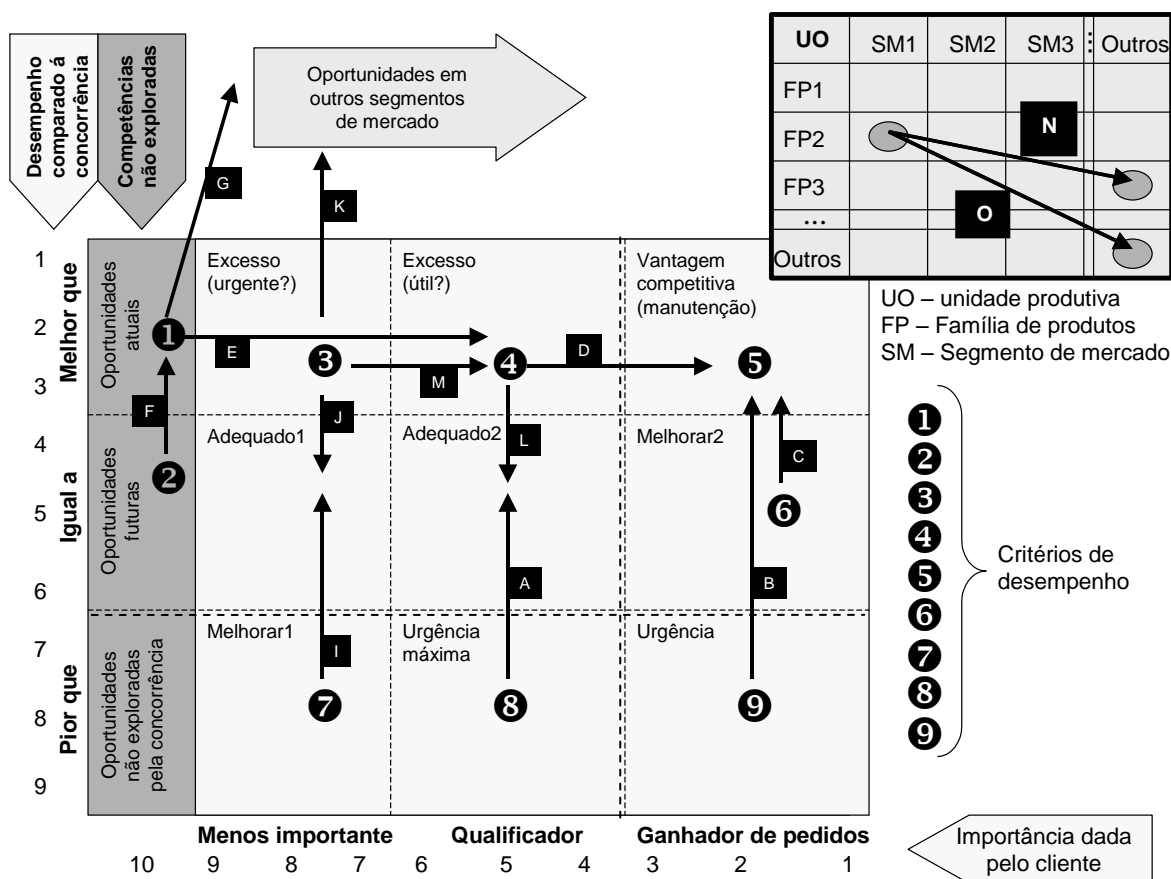 Desempenho
comparado á
concorrência
Competências
não exploradas
Oportunidades em
outros segmentos
de mercado
G
K
UO SM1 SM2 SM3 ⋮ Outros
FP1
FP2
FP3
...
Outros
N
O
UO – unidade produtiva
FP – Família de produtos
SM – Segmento de mercado
Melhor que
Igual a
Pior que
1
2
3
4
5
6
7
8
9
Oportunidades
atuais
Oportunidades
futuras
Oportunidades
não exploradas
pela concorrência
Excesso
(urgente?)
Excesso
(útil?)
Vantagem
competitiva
(manutenção)
❶
E
❸
M
❹
D
❺
F
❷
Adequado1
J
Adequado2
L
Melhorar2
C
❻
A
B
Melhorar1
I
Urgência
máxima
Urgência
❼
❽
❾
❶
❷
❸
❹
❺
❻
❼
❽
❾
Critérios de
desempenho
Menos importante Qualificador Ganhador de pedidos
10 9 8 7 6 5 4 3 2 1
Importância dada
pelo cliente